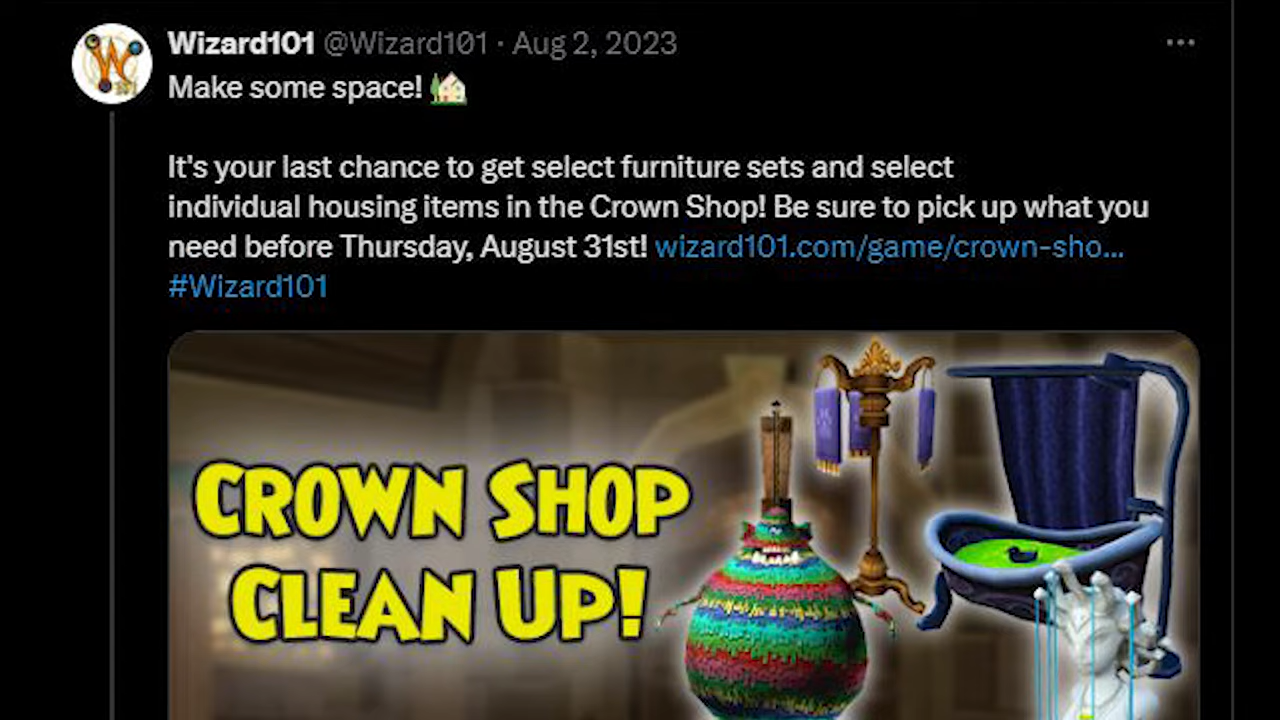 Wizard101 @Wizard101 · Aug 2, 2023
Make some space!
It's your last chance to get select furniture sets and select
individual housing items in the Crown Shop! Be sure to pick up what you
need before Thursday, August 31st! wizard101.com/game/crown-sho...
#Wizard101
CROWN SHOP
CLEAN UP!